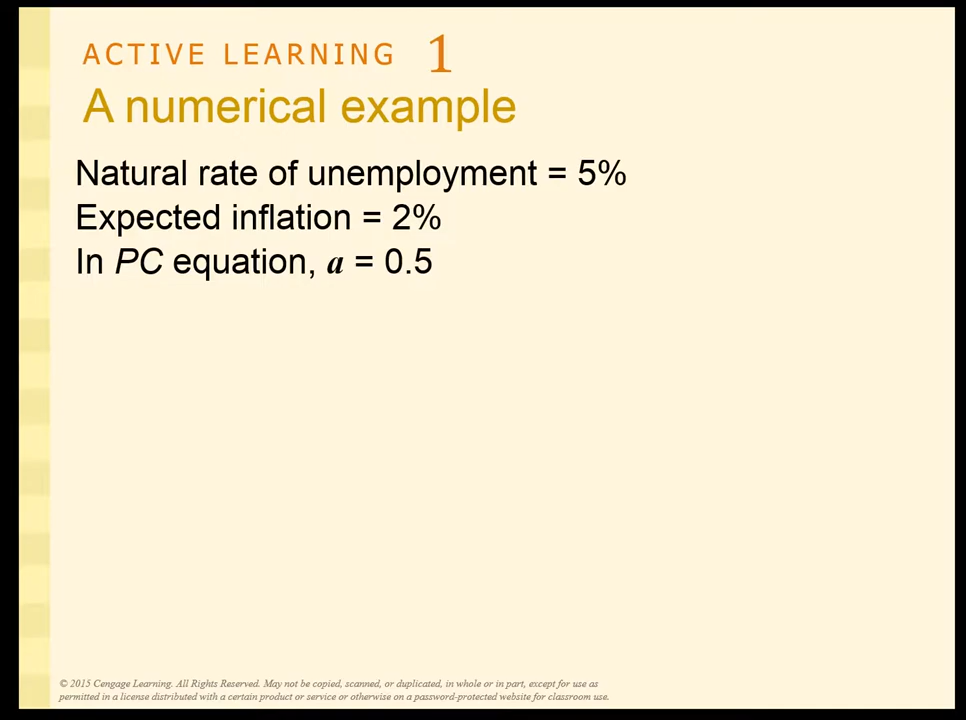 ACTIVE LEARNING 1
A numerical example
Natural rate of unemployment = 5%
Expected inflation = 2%
In PC equation, a = 0.5
© 2015 Cengage Learning. All Rights Reserved. May not be copied, scanned, or duplicated, in whole or in part, except for use as
permitted in a license distributed with a certain product or service or otherwise on a password-protected website for classroom use.